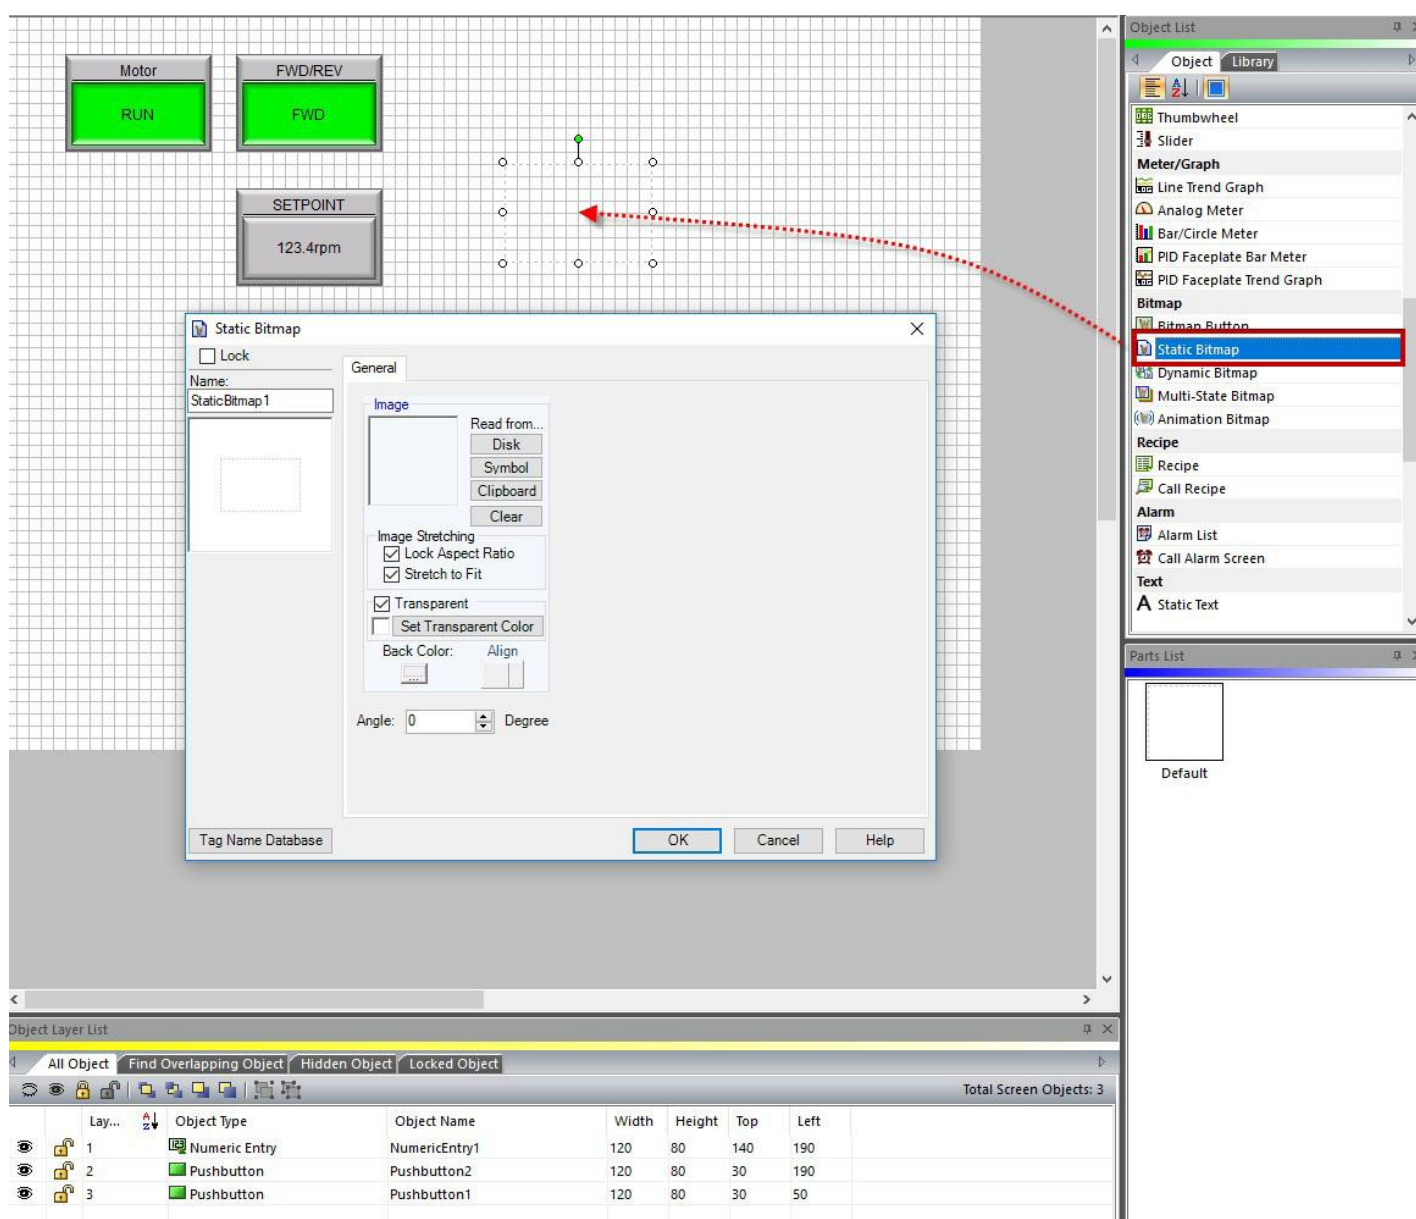 Motor
RUN
FWD/REV
FWD
SETPOINT
123.4rpm
Static Bitmap
Lock
Name:
StaticBitmap1
General
Image
Read from...
Disk
Symbol
Clipboard
Clear
Image Stretching
Lock Aspect Ratio
Stretch to Fit
Transparent
Set Transparent Color
Back Color:
Align
...
Angle: 0 Degree
Tag Name Database
OK
Cancel
Help
Object List
Object
Library
Thumbwheel
Slider
Meter/Graph
Line Trend Graph
Analog Meter
Bar/Circle Meter
PID Faceplate Bar Meter
PID Faceplate Trend Graph
Bitmap
Bitmap Button
Static Bitmap
Dynamic Bitmap
Multi-State Bitmap
Animation Bitmap
Recipe
Recipe
Call Recipe
Alarm
Alarm List
Call Alarm Screen
Text
A Static Text
Parts List
Default
Object Layer List
All Object Find Overlapping Object Hidden Object Locked Object
Total Screen Objects: 3
Lay... Object Type Object Name Width Height Top Left
1 Numeric Entry NumericEntry1 120 80 140 190
2 Pushbutton Pushbutton2 120 80 30 190
3 Pushbutton Pushbutton1 120 80 30 50